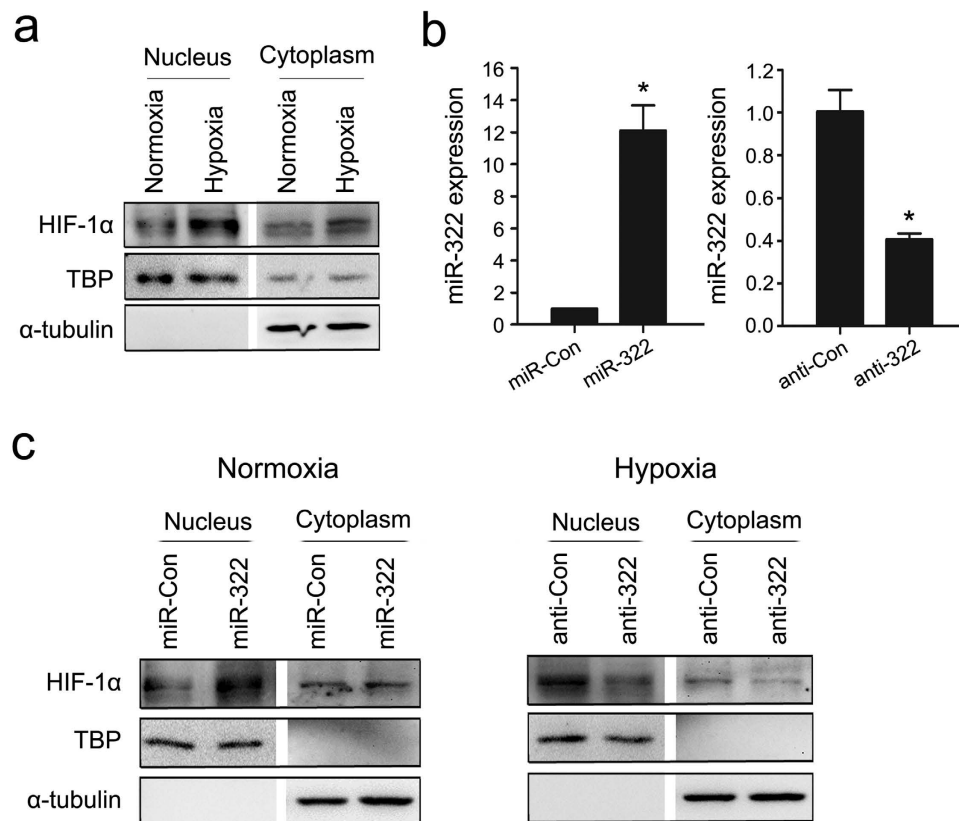 a
Nucleus Cytoplasm
Normoxia Hypoxia Normoxia Hypoxia
HIF-1α
TBP
α-tubulin
b
miR-322 expression
16
14
12
10
8
6
4
2
0
*
miR-Con miR-322
miR-322 expression
1.2
1.0
0.8
0.6
0.4
0.2
0.0
*
anti-Con anti-322
c
Normoxia
Nucleus Cytoplasm
miR-Con miR-322 miR-Con miR-322
HIF-1α
TBP
α-tubulin
Hypoxia
Nucleus Cytoplasm
anti-Con anti-322 anti-Con anti-322